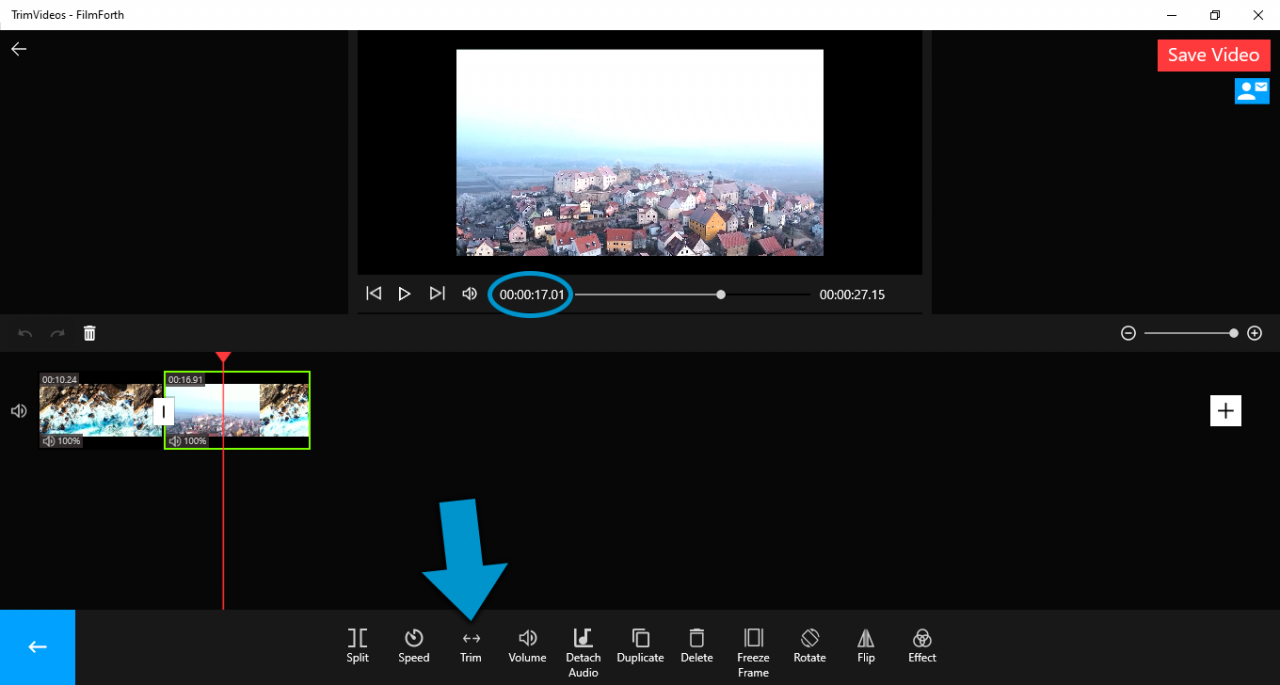 TrimVideos - FilmForth
Save Video
00:00:17.01
00:00:27.15
00:10.24
00:16.91
100%
100%
Split
Speed
Trim
Volume
Detach
Audio
Duplicate
Delete
Freeze
Frame
Rotate
Flip
Effect